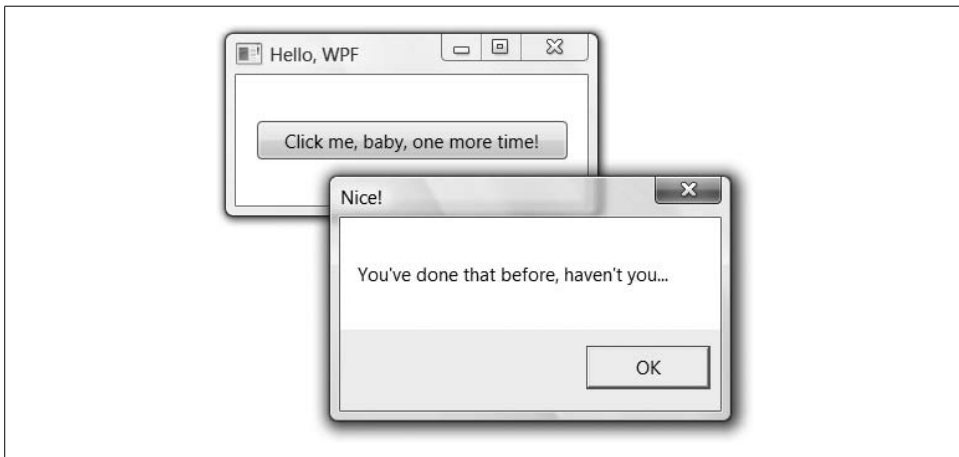 Hello, WPF
Click me, baby, one more time!
Nice!
You've done that before, haven't you...
OK